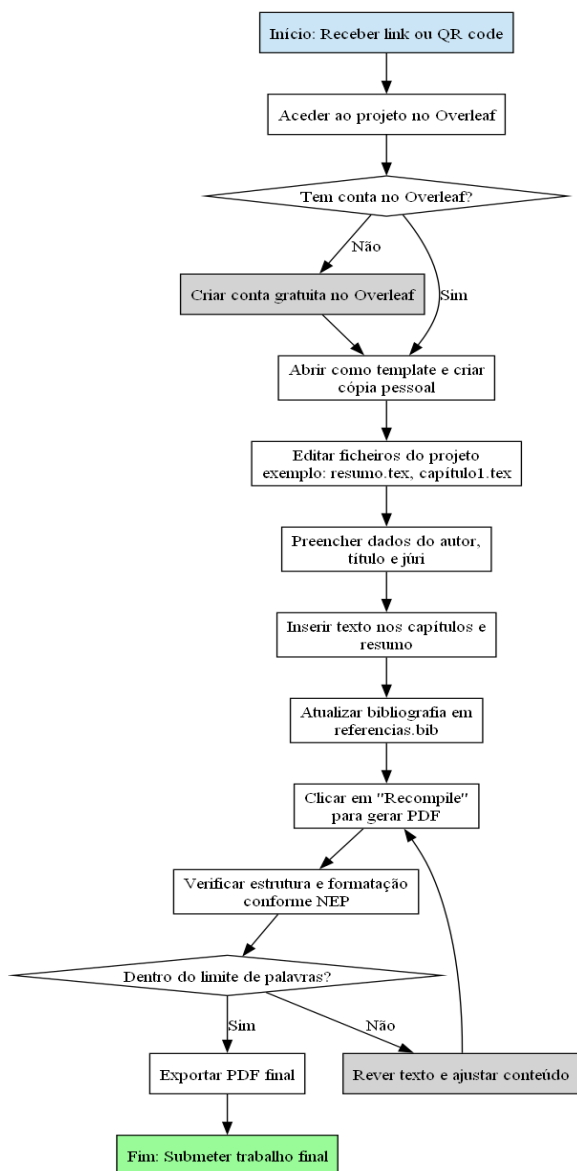 Início: Receber link ou QR code
Aceder ao projeto no Overleaf
Tem conta no Overleaf?
Não
Criar conta gratuita no Overleaf
Sim
Abrir como template e criar
cópia pessoal
Editar ficheiros do projeto
exemplo: resumo.tex, capítulo1.tex
Preencher dados do autor,
título e júri
Inserir texto nos capítulos e
resumo
Atualizar bibliografia em
referencias.bib
Clicar em "Recompile"
para gerar PDF
Verificar estrutura e formatação
conforme NEP
Dentro do limite de palavras?
Sim
Não
Exportar PDF final
Rever texto e ajustar conteúdo
Fim: Submeter trabalho final